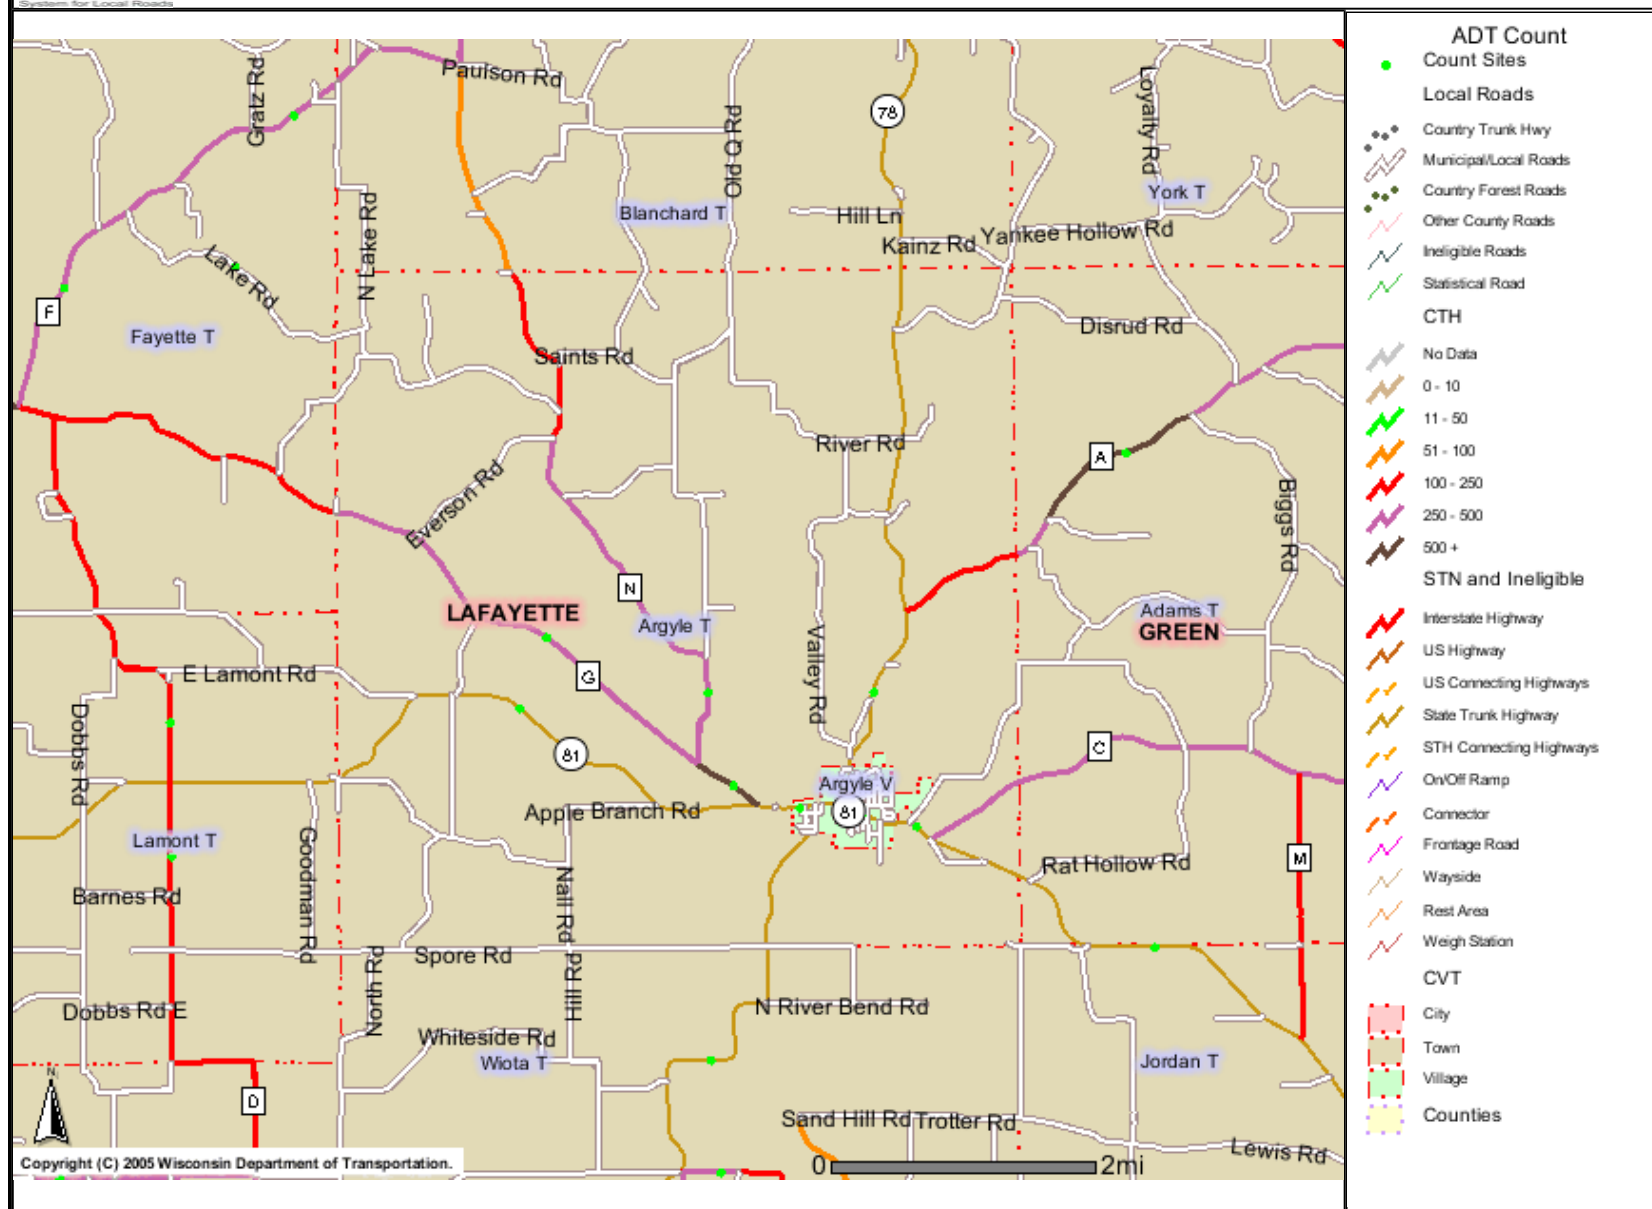 System for Local Roads
ADT Count
Count Sites
Local Roads
Country Trunk Hwy
Municipal/Local Roads
Country Forest Roads
Other County Roads
Ineligible Roads
Statistical Road
CTH
No Data
0 - 10
11 - 50
51 - 100
100 - 250
250 - 500
500 +
STN and Ineligible
Interstate Highway
US Highway
US Connecting Highways
State Trunk Highway
STH Connecting Highways
On/Off Ramp
Connector
Frontage Road
Wayside
Rest Area
Weigh Station
CVT
City
Town
Village
Counties
Gratz Rd
Paulson Rd
Old Q Rd
78
Loyalty Rd
York T
Blanchard T
Hill Ln
Kainz Rd
Yankee Hollow Rd
N Lake Rd
Lake Rd
F
Fayette T
Saints Rd
Disrud Rd
River Rd
A
Everson Rd
Biggs Rd
N
LAFAYETTE
Argyle T
Adams T
GREEN
Valley Rd
G
E Lamont Rd
Dobbs Rd
81
C
Argyle V
81
Apple Branch Rd
Lamont T
Goodman Rd
Rat Hollow Rd
M
Barnes Rd
Nail Rd
Spore Rd
North Rd
Hill Rd
Dobbs Rd E
N River Bend Rd
Whiteside Rd
Wiota T
Jordan T
N
D
Sand Hill Rd
Trotter Rd
Lewis Rd
Copyright (C) 2005 Wisconsin Department of Transportation.
0
2mi